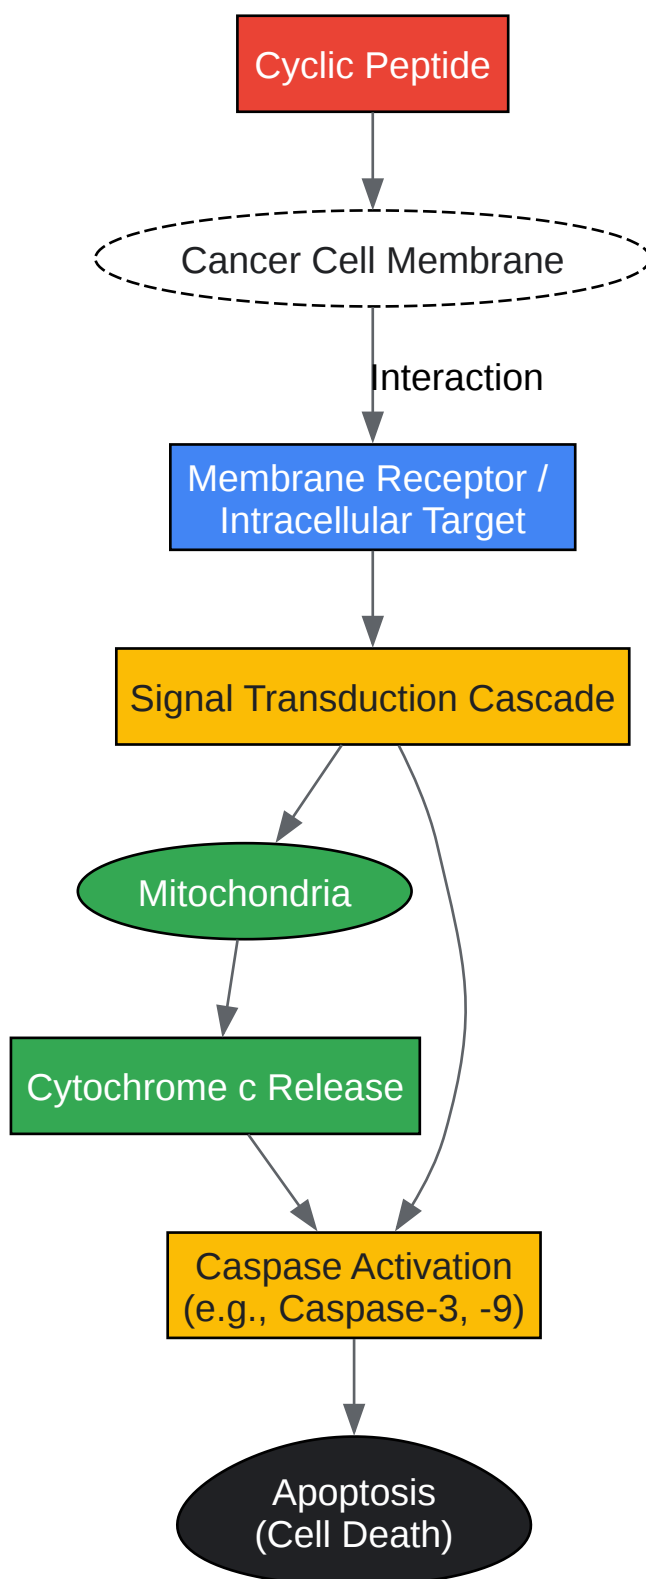 Cyclic Peptide
Cancer Cell Membrane
Interaction
Membrane Receptor /
Intracellular Target
Signal Transduction Cascade
Mitochondria
Cytochrome c Release
Caspase Activation
(e.g., Caspase-3, -9)
Apoptosis
(Cell Death)